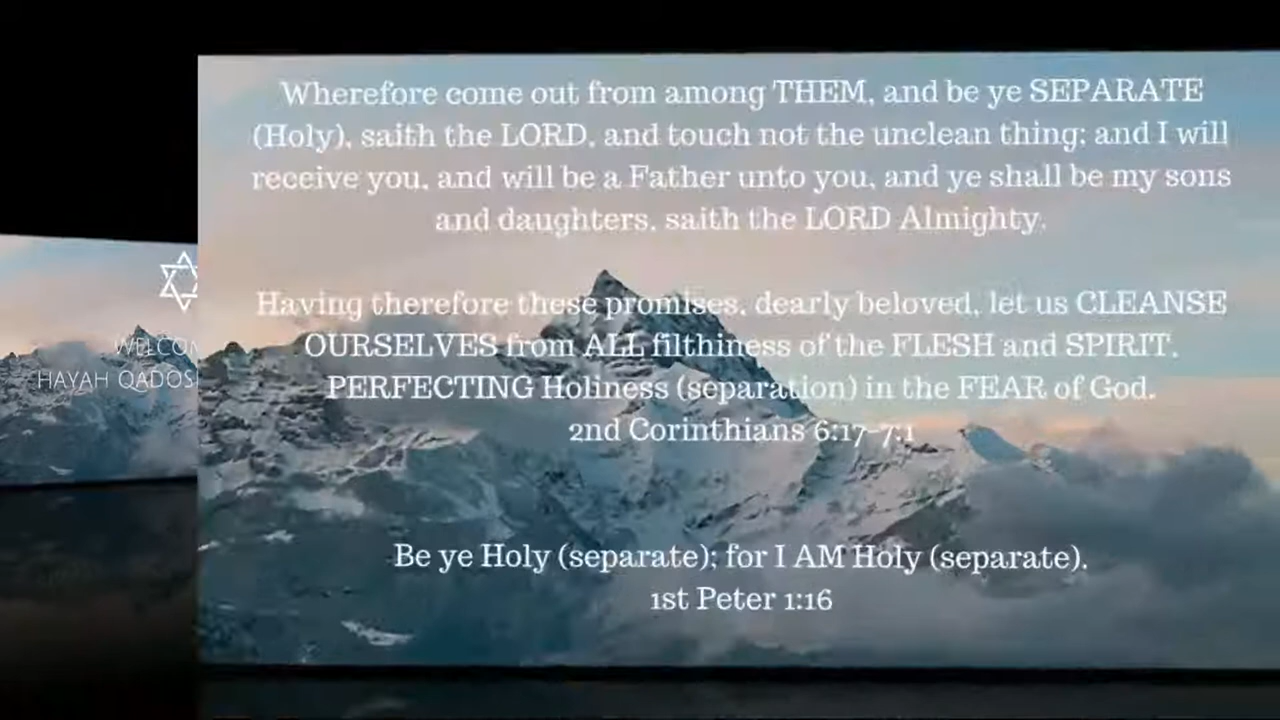 Wherefore come out from among THEM, and be ye SEPARATE
(Holy), saith the LORD, and touch not the unclean thing; and I will
receive you, and will be a Father unto you, and ye shall be my sons
and daughters, saith the LORD Almighty.
Having therefore these promises, dearly beloved, let us CLEANSE
OURSELVES from ALL filthiness of the FLESH and SPIRIT,
PERFECTING Holiness (separation) in the FEAR of God.
2nd Corinthians 6:17-7:1
Be ye Holy (separate); for I AM Holy (separate).
1st Peter 1:16
HAYAH